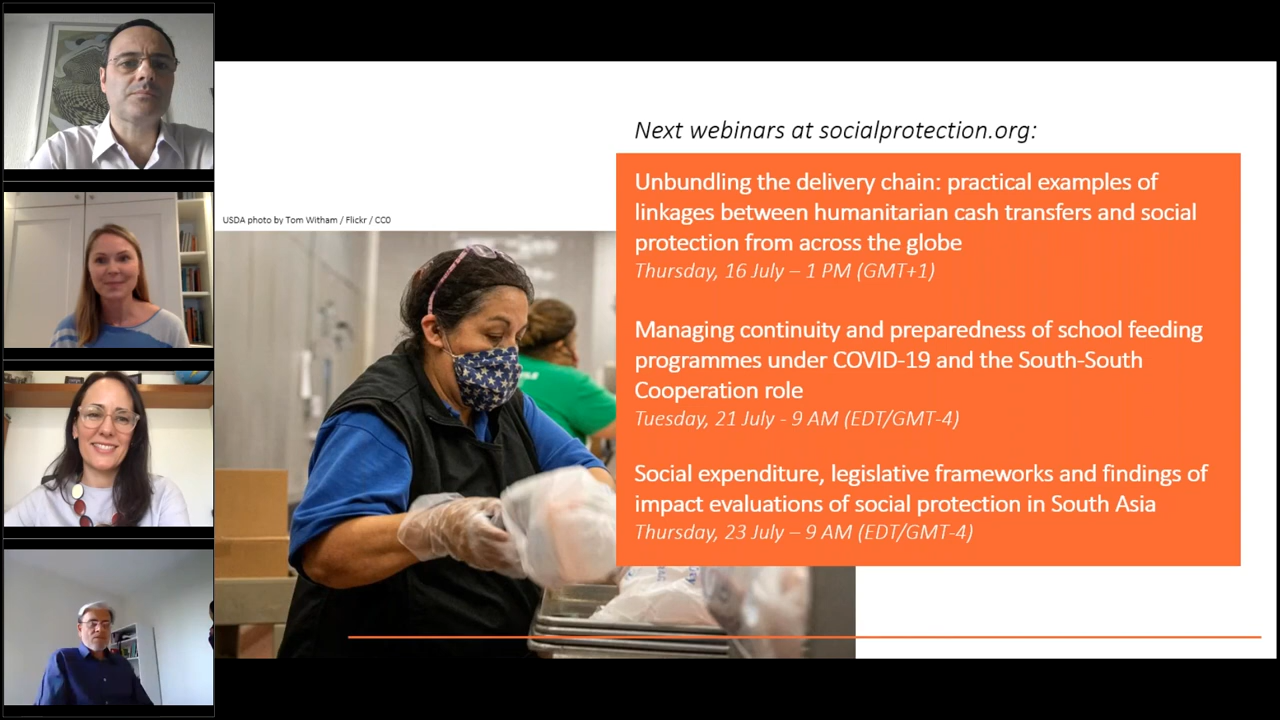 Next webinars at socialprotection.org:
Unbundling the delivery chain: practical examples of
linkages between humanitarian cash transfers and social
protection from across the globe
Thursday, 16 July – 1 PM (GMT+1)
USDA photo by Tom Witham / Flickr / CC0
Managing continuity and preparedness of school feeding
programmes under COVID-19 and the South-South
Cooperation role
Tuesday, 21 July - 9 AM (EDT/GMT-4)
Social expenditure, legislative frameworks and findings of
impact evaluations of social protection in South Asia
Thursday, 23 July – 9 AM (EDT/GMT-4)